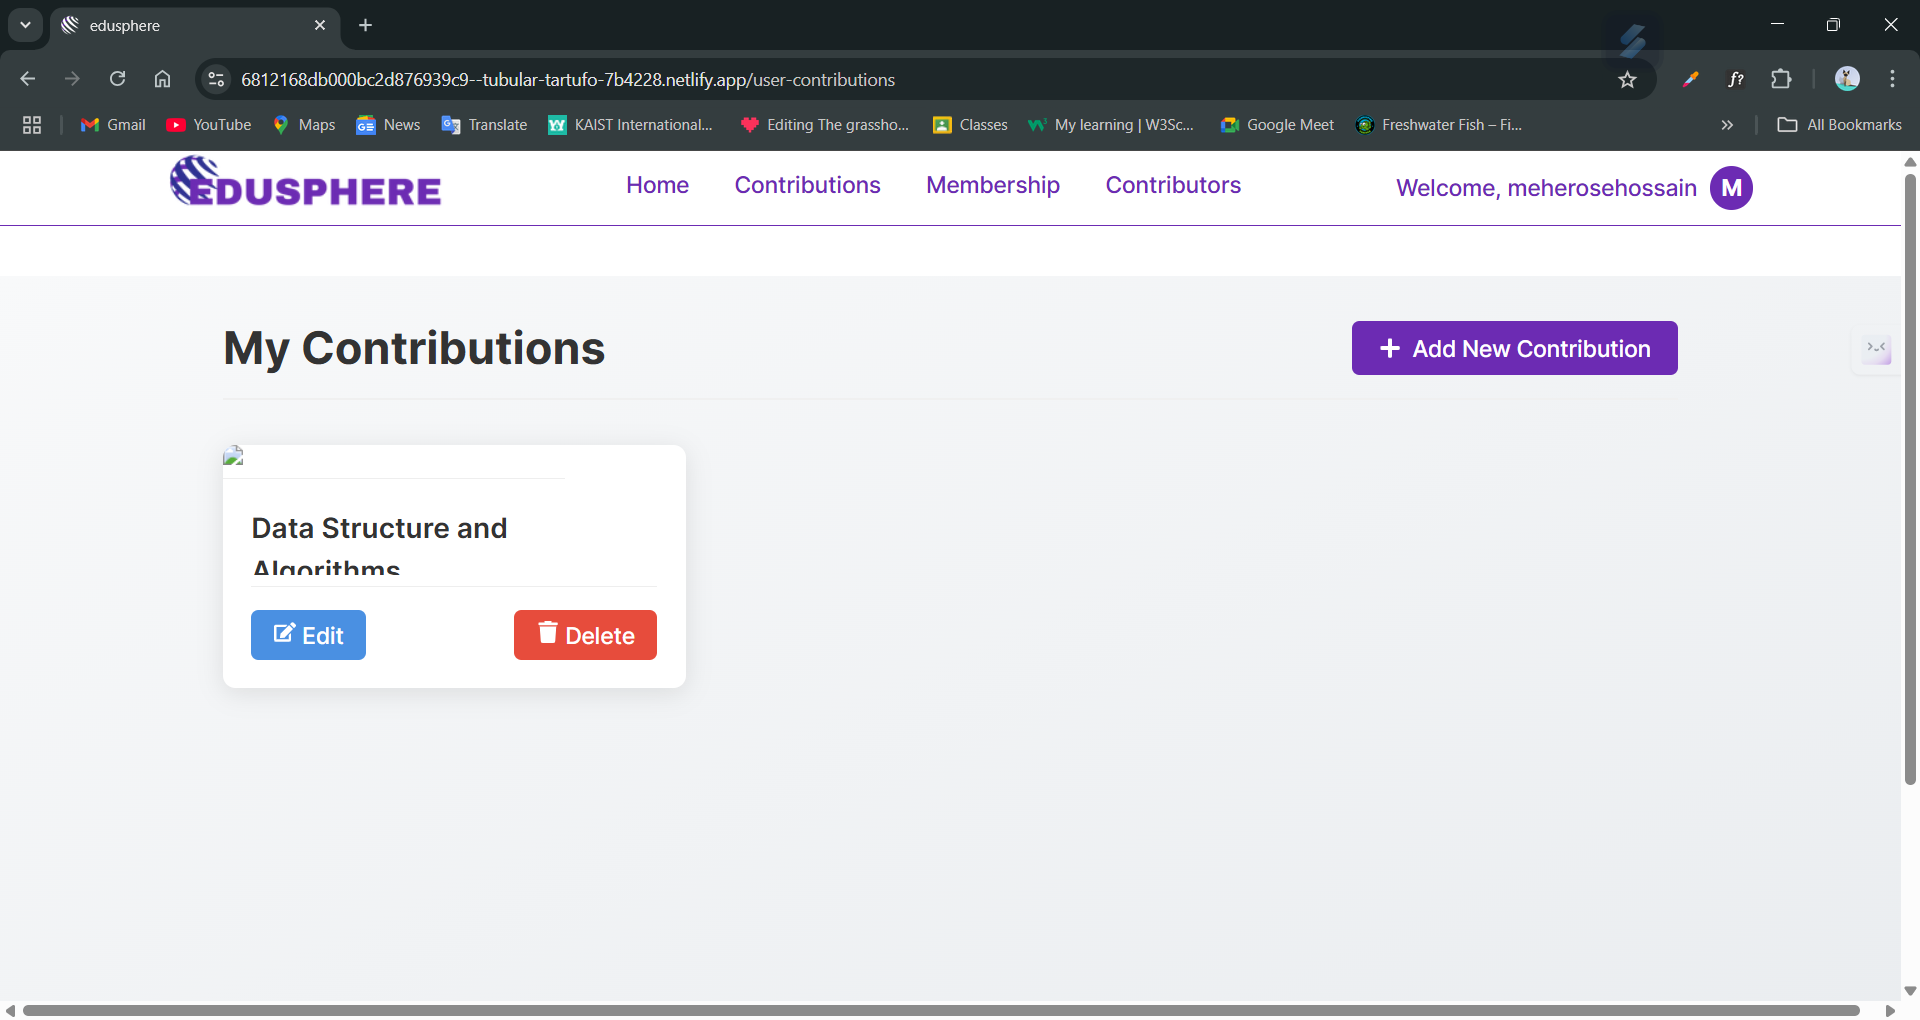 edusphere
6812168db000bc2d876939c9--tubular-tartufo-7b4228.netlify.app/user-contributions
f?
Gmail
YouTube
Maps
News
Translate
KAIST International...
Editing The grassho...
Classes
My learning | W3Sc...
Google Meet
Freshwater Fish – Fi...
All Bookmarks
EDUSPHERE
Home
Contributions
Membership
Contributors
Welcome, meherosehossain
M
My Contributions
Add New Contribution
Data Structure and
Algorithms
Edit
Delete